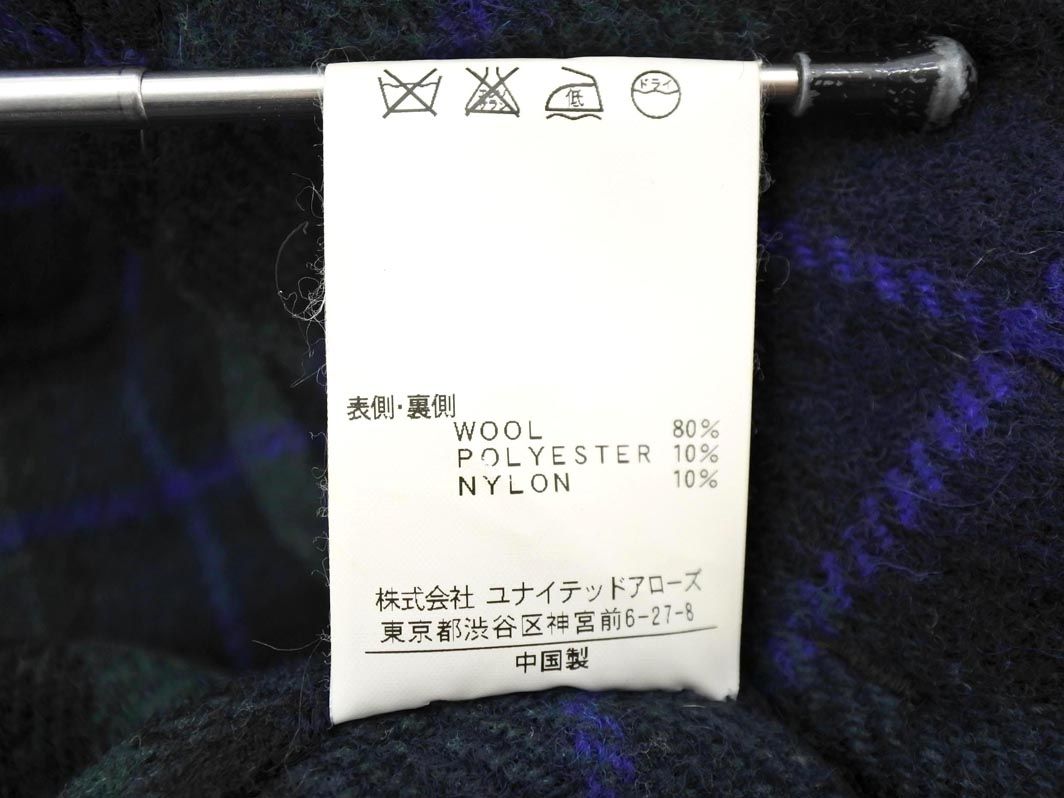 低 ドライ
表側・裏側
WOOL 80%
POLYESTER 10%
NYLON 10%
株式会社 ユナイテッドアローズ
東京都渋谷区神宮前6-27-8
中国製